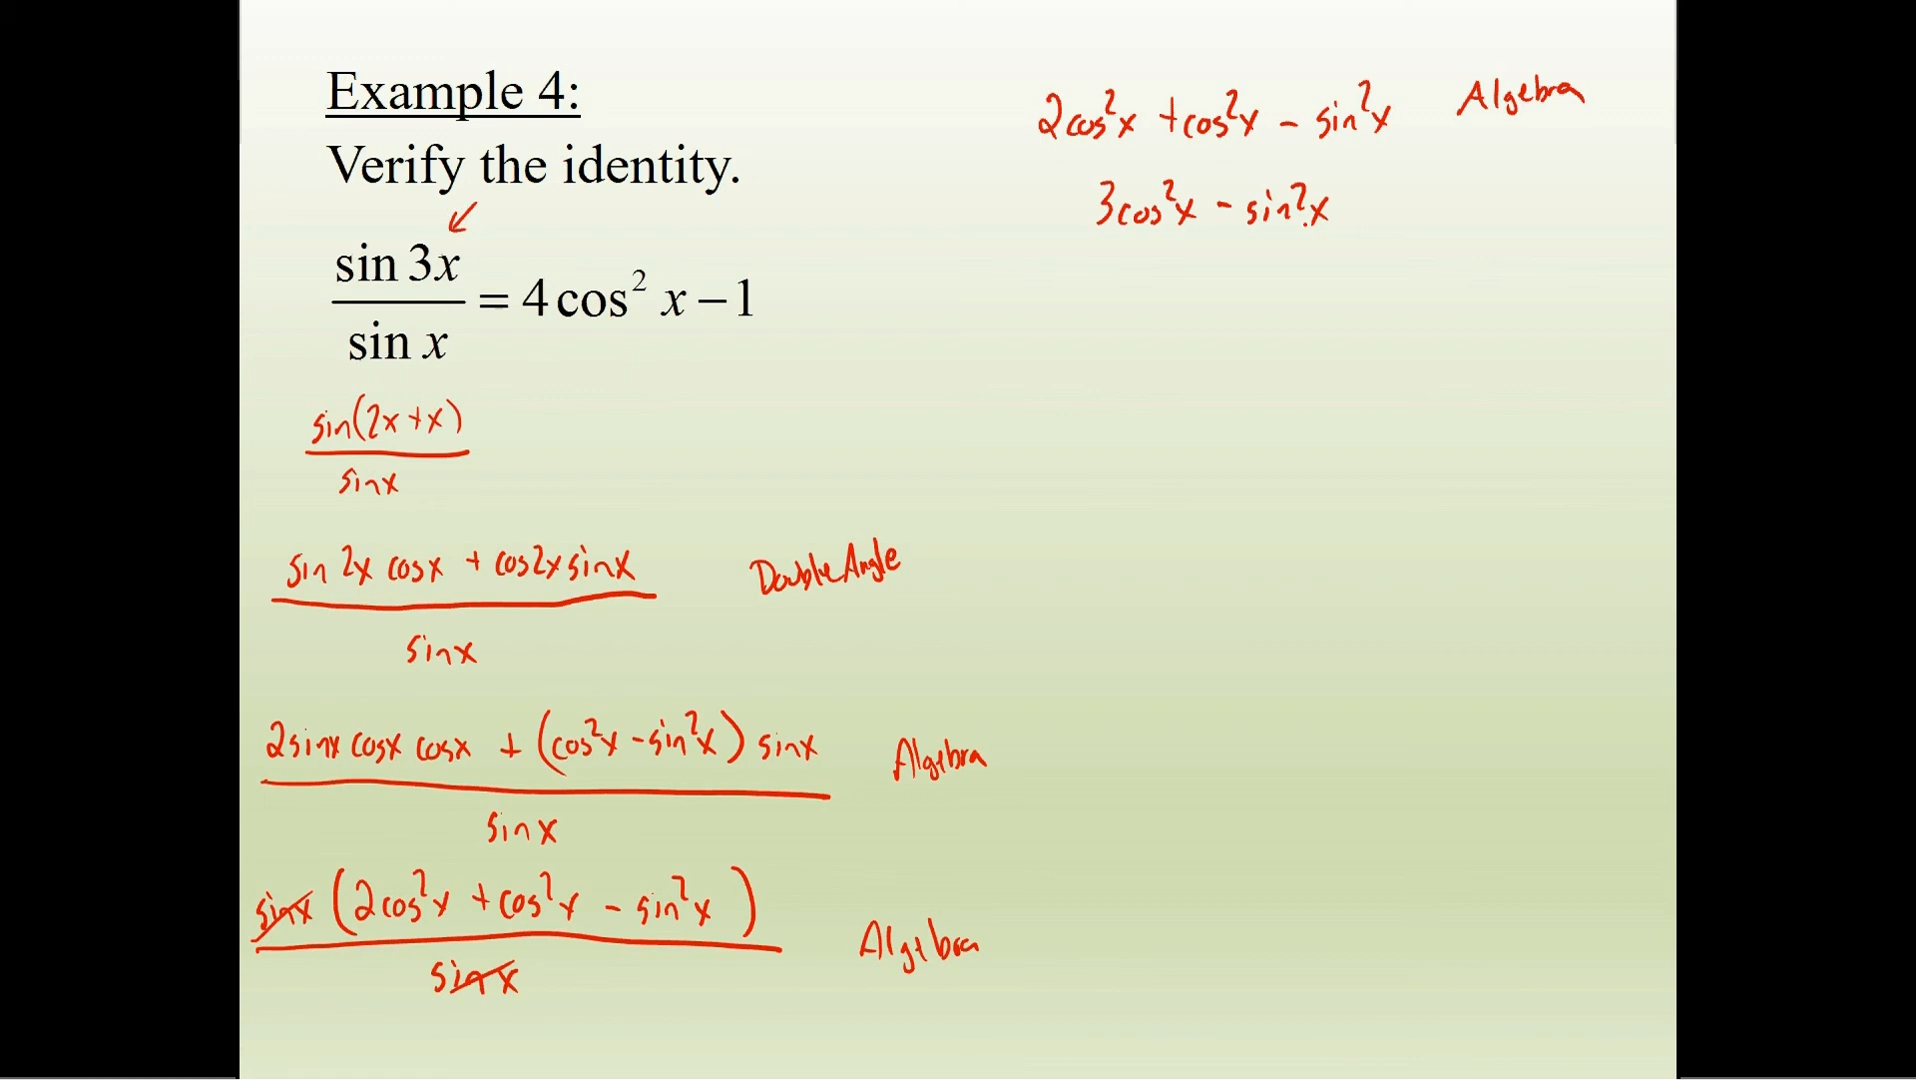 Example 4:
Verify the identity.
sin 3x
sin x
= 4 cos² x − 1
sin(2x + x)
sinx
sin 2x cosx + cos2x sinx Double Angle
sinx
2sinx cosx cosx + (cos²x - sin²x) sinx Algebra
sinx
sinx (2cos²x + cos²x - sin²x) Algebra
sinx
2cos²x + cos²x - sin²x Algebra
3cos²x - sin²x